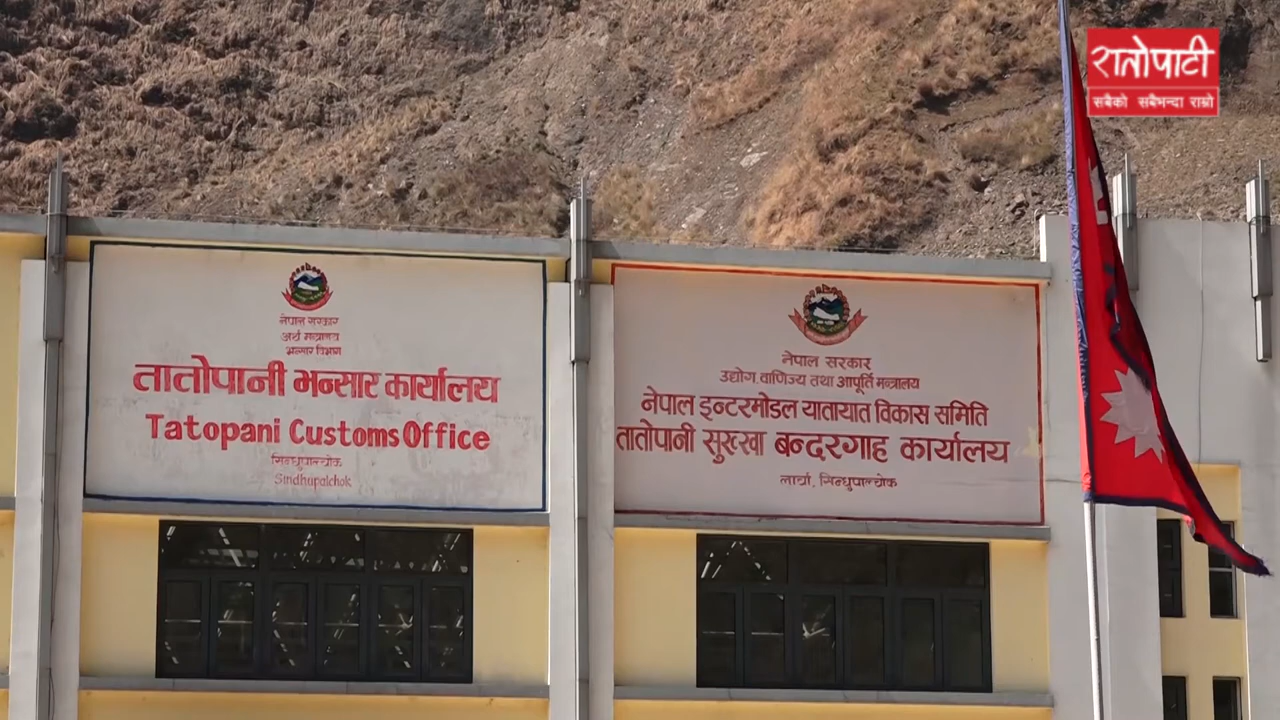 रातोपाटी
सबैको सबैभन्दा राम्रो
नेपाल सरकार
अर्थ मन्त्रालय
भन्सार विभाग
तातोपानी भन्सार कार्यालय
Tatopani Customs Office
सिन्धुपाल्चोक
Sindhupalchok
नेपाल सरकार
उद्योग, वाणिज्य तथा आपूर्ति मन्त्रालय
नेपाल इन्टरमोडल यातायात विकास समिति
तातोपानी सुख्खा बन्दरगाह कार्यालय
लार्चा, सिन्धुपाल्चोक